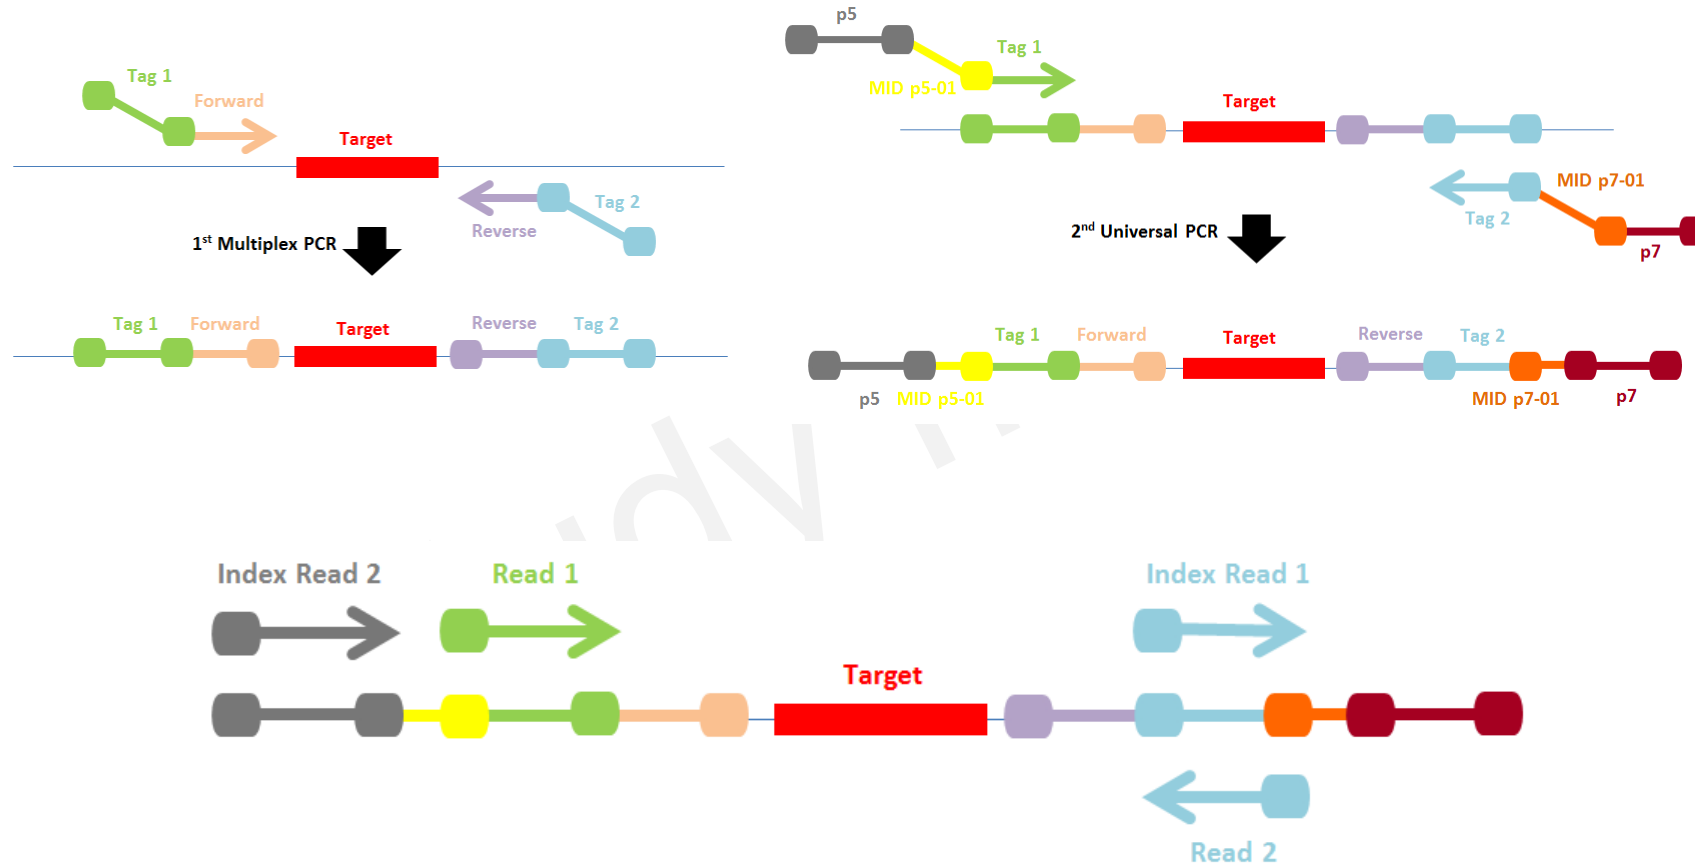 Tag 1
Forward
Target
Reverse
Tag 2
1st Multiplex PCR
Tag 1
Forward
Target
Reverse
Tag 2
p5
Tag 1
MID p5-01
Target
MID p7-01
Tag 2
p7
2nd Universal PCR
Tag 1
Forward
Target
Reverse
Tag 2
p5
MID p5-01
MID p7-01
p7
Index Read 2
Read 1
Index Read 1
Target
Read 2